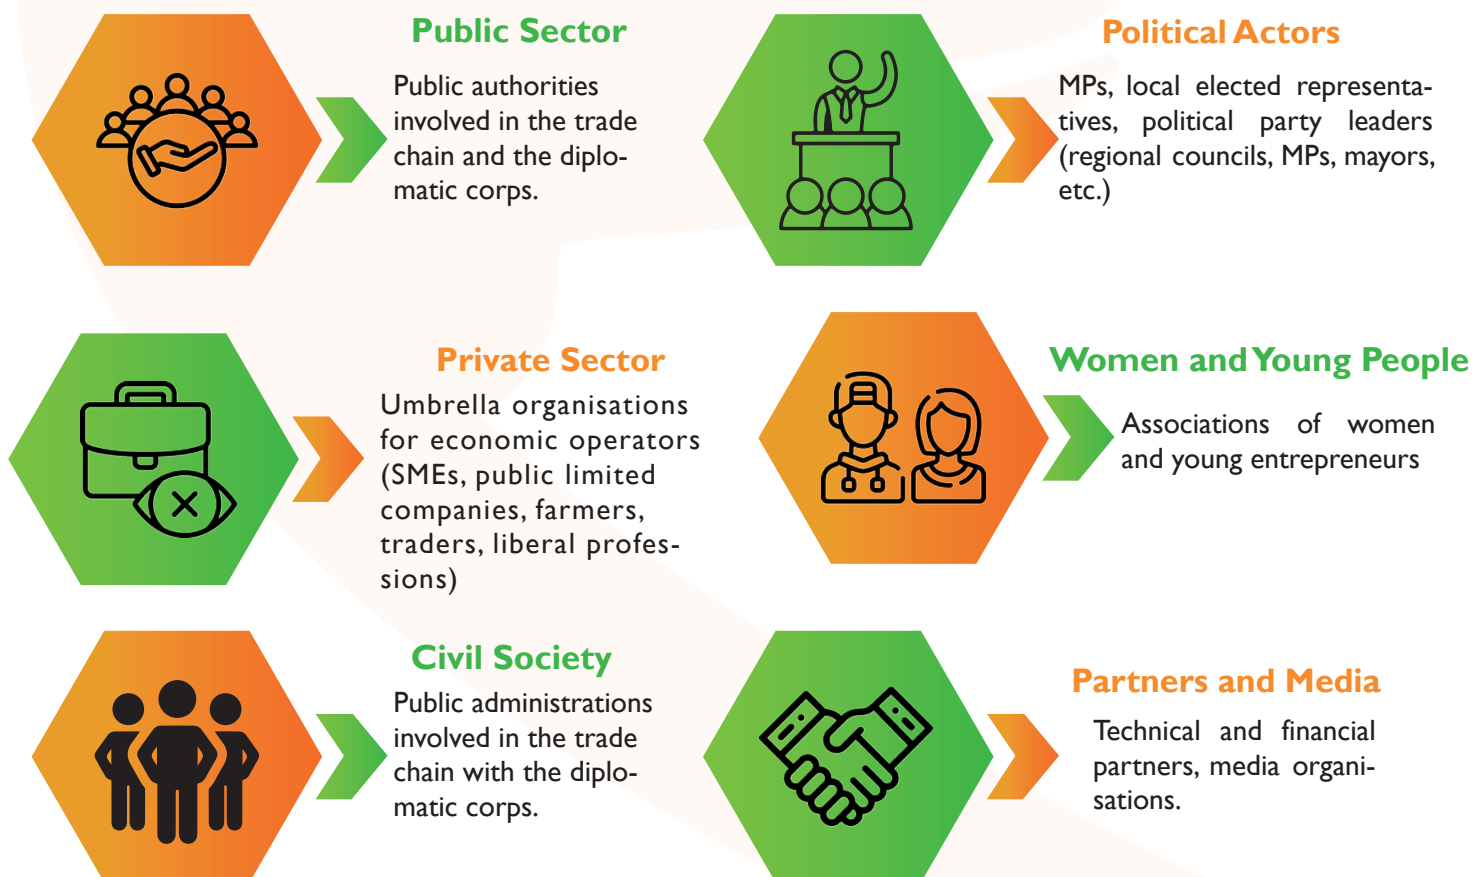 Public Sector
Public authorities
involved in the trade
chain and the diplo-
matic corps.
Political Actors
MPs, local elected representa-
tives, political party leaders
(regional councils, MPs, mayors,
etc.)
Private Sector
Umbrella organisations
for economic operators
(SMEs, public limited
companies, farmers,
traders, liberal profes-
sions)
Women and Young People
Associations of women
and young entrepreneurs
Civil Society
Public administrations
involved in the trade
chain with the diplo-
matic corps.
Partners and Media
Technical and financial
partners, media organi-
sations.